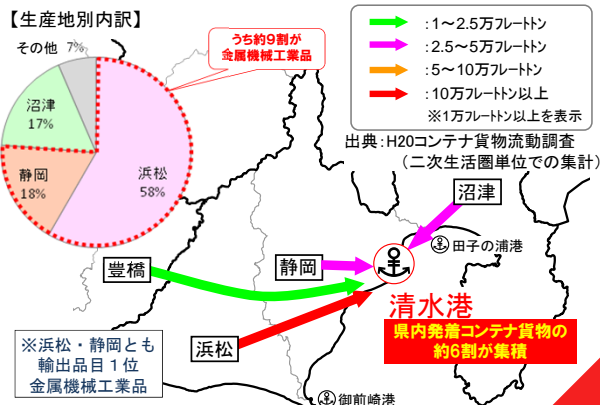 【生産地別内訳】
その他 7%
沼津
17%
静岡
18%
浜松
58%
うち約9割が
金属機械工業品
:1～2.5万フレートトン
:2.5～5万フレートトン
:5～10万フレートトン
:10万フレートトン以上
※1万フレートトン以上を表示
出典:H20コンテナ貨物流動調査
(二次生活圏単位での集計)
沼津
田子の浦港
豊橋
静岡
清水港
県内発着コンテナ貨物の
約6割が集積
浜松
※浜松・静岡とも
輸出品目1位
金属機械工業品
御前崎港